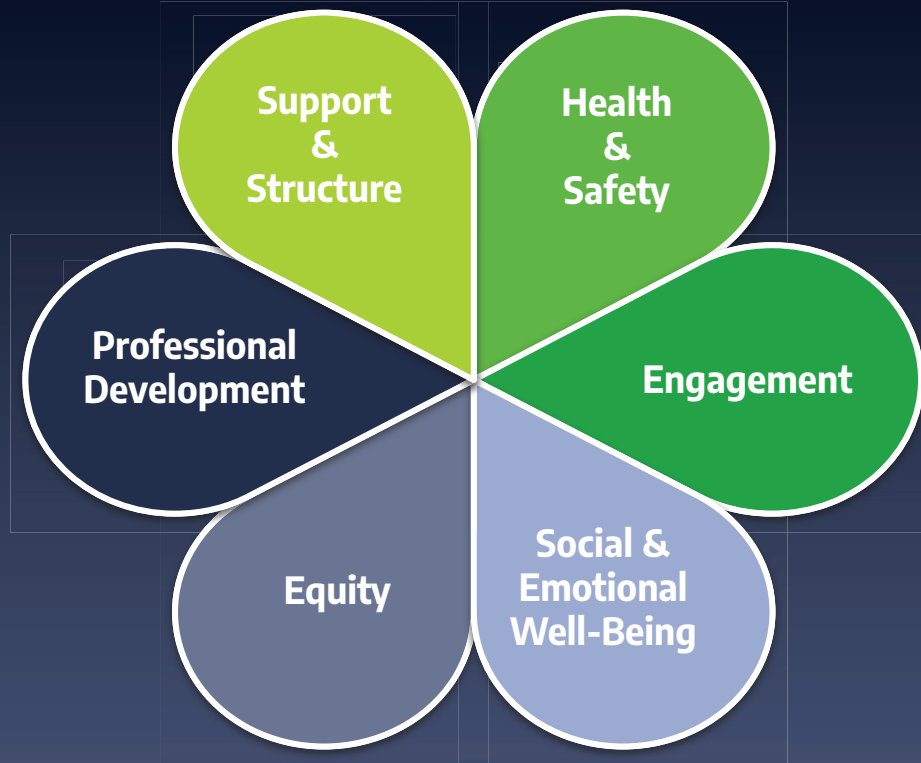 Support
&
Structure
Health
&
Safety
Professional
Development
Engagement
Equity
Social &
Emotional
Well-Being